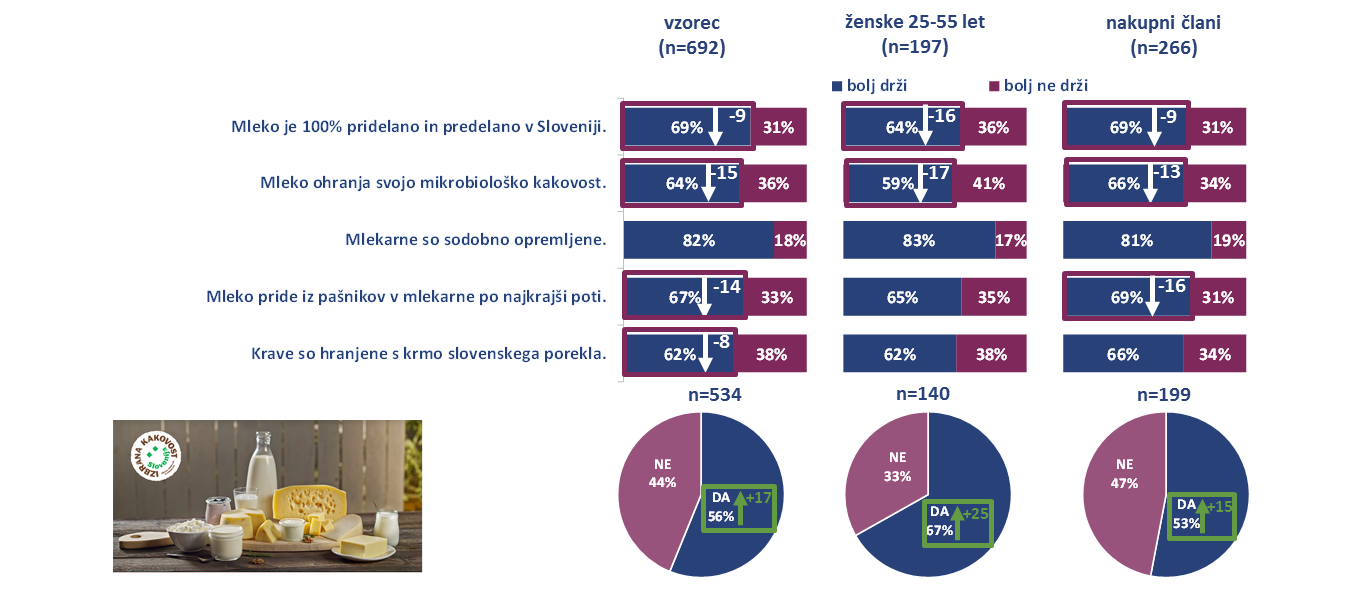 vzorec
(n=692)
ženske 25-55 let
(n=197)
nakupni člani
(n=266)
bolj drži
bolj ne drži
Mleko je 100% pridelano in predelano v Sloveniji.
69% -9 31%
64% -16 36%
69% -9 31%
Mleko ohranja svojo mikrobiološko kakovost.
64% -15 36%
59% -17 41%
66% -13 34%
Mlekarne so sodobno opremljene.
82% 18%
83% 17%
81% 19%
Mleko pride iz pašnikov v mlekarne po najkrajši poti.
67% -14 33%
65% 35%
69% -16 31%
Krave so hranjene s krmo slovenskega porekla.
62% -8 38%
62% 38%
66% 34%
n=534
n=140
n=199
NE
44%
DA +17
56%
NE
33%
DA +25
67%
NE
47%
DA +15
53%
IZBRANA KAKOVOST
Slovenija